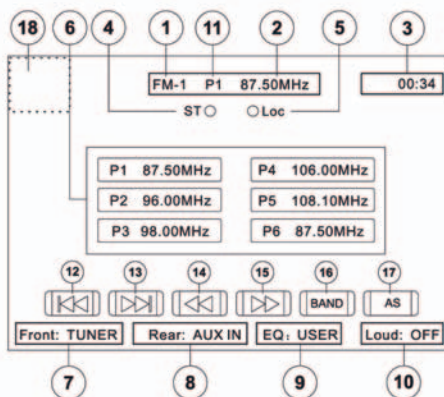 18 6 4 1 11 2 5 3
FM-1 P1 87.50MHz 00:34
ST Loc
P1 87.50MHz P4 106.00MHz
P2 96.00MHz P5 108.10MHz
P3 98.00MHz P6 87.50MHz
12 13 14 15 16 17
BAND AS
Front: TUNER Rear: AUX IN EQ: USER Loud: OFF
7 8 9 10